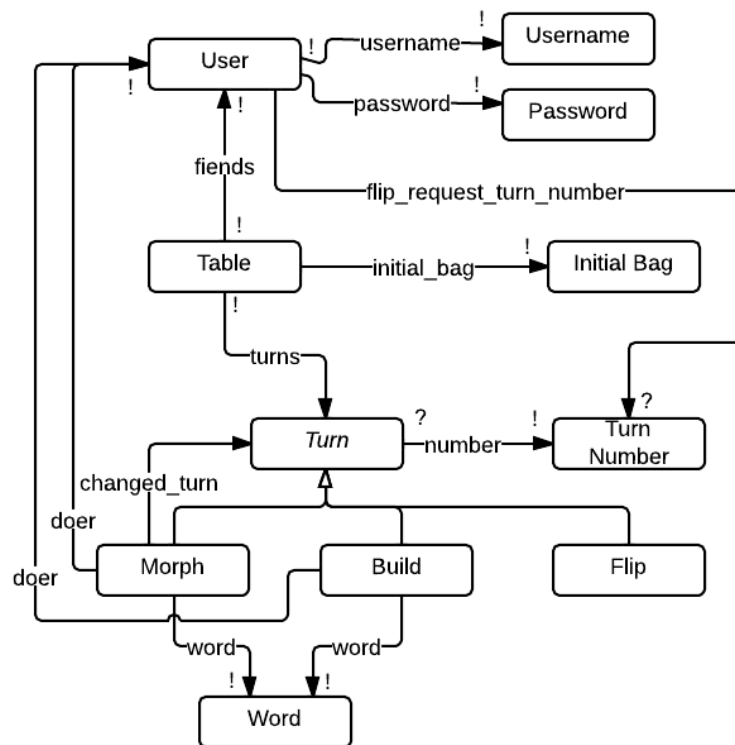 !
username
!
Username
User
!
!
password
!
Password
fiends
flip_request_turn_number
!
Table
initial_bag
!
Initial Bag
!
turns
?
Turn
number
!
?
Turn
Number
changed_turn
doer
doer
Morph
Build
Flip
word
word
!
!
Word